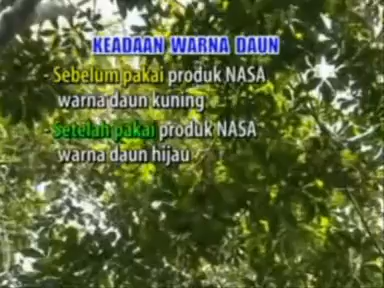 KEADAAN WARNA DAUN
- Sebelum pakai produk NASA
warna daun kuning
- Setelah pakai produk NASA
warna daun hijau